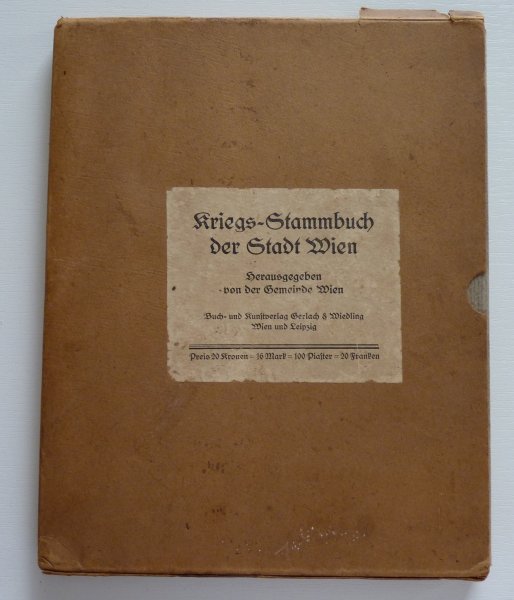 Kriegs-Stammbuch
der Stadt Wien
Herausgegeben
von der Gemeinde Wien
Buch- und Kunstverlag Gerlach & Wiedling
Wien und Leipzig
Preis 20 Kronen = 16 Mark = 100 Piaster = 20 Franken